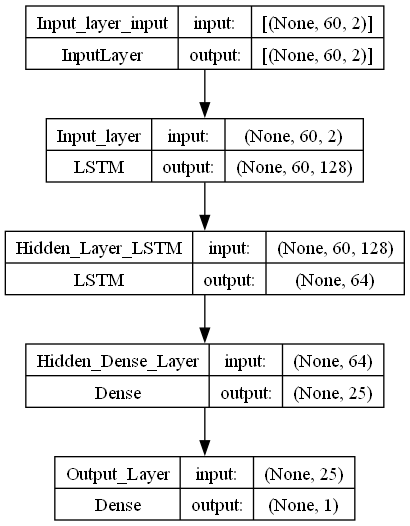 Input_layer_input input: [(None, 60, 2)]
InputLayer output: [(None, 60, 2)]
Input_layer input: (None, 60, 2)
LSTM output: (None, 60, 128)
Hidden_Layer_LSTM input: (None, 60, 128)
LSTM output: (None, 64)
Hidden_Dense_Layer input: (None, 64)
Dense output: (None, 25)
Output_Layer input: (None, 25)
Dense output: (None, 1)